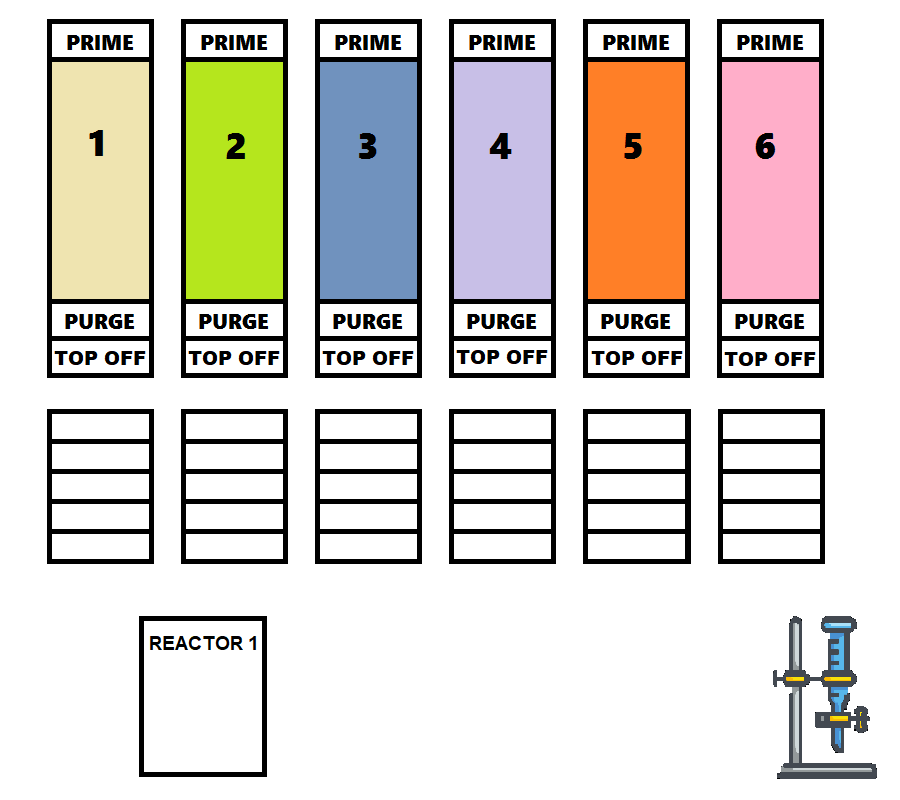 PRIME PRIME PRIME PRIME PRIME PRIME
1 2 3 4 5 6
PURGE PURGE PURGE PURGE PURGE PURGE
TOP OFF TOP OFF TOP OFF TOP OFF TOP OFF TOP OFF
REACTOR 1